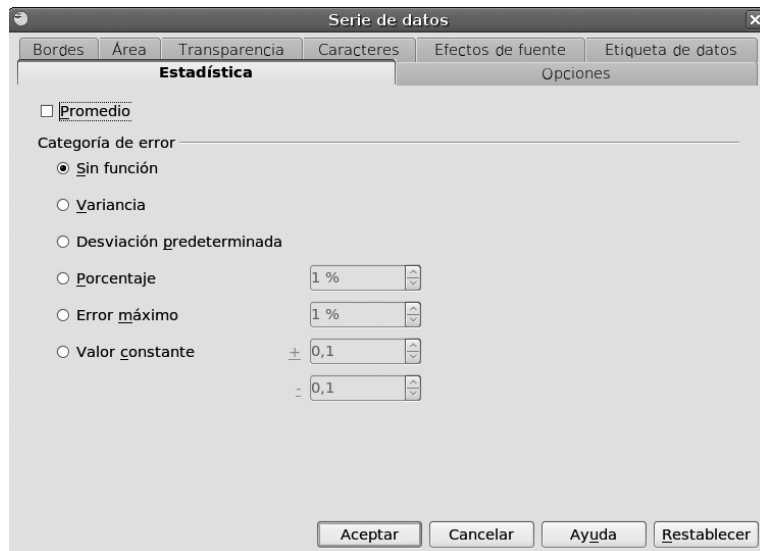 Serie de datos
Bordes Área Transparencia Caracteres Efectos de fuente Etiqueta de datos
Estadística Opciones
Promedio
Categoría de error
Sin función
Variancia
Desviación predeterminada
Porcentaje 1 %
Error máximo 1 %
Valor constante + 0,1
- 0,1
Aceptar Cancelar Ayuda Restablecer